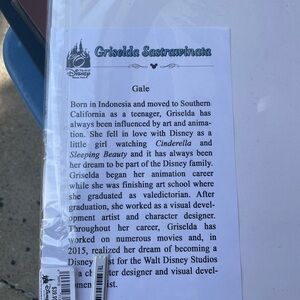 Disney
Griselda Sastrawinata
Gale
Born in Indonesia and moved to Southern
California as a teenager, Griselda has
always been influenced by art and anima-
tion. She fell in love with Disney as a
little girl watching Cinderella and
Sleeping Beauty and it has always been
her dream to be part of the Disney family.
Griselda began her animation career
while she was finishing art school where
she graduated as valedictorian. After
graduation, she worked as a visual devel-
opment artist and character designer.
Throughout her career, Griselda has
worked on numerous movies and, in
2015, realized her dream of becoming a
Disney st for the Walt Disney Studios
as a ch cter designer and visual devel-
pmen ist.